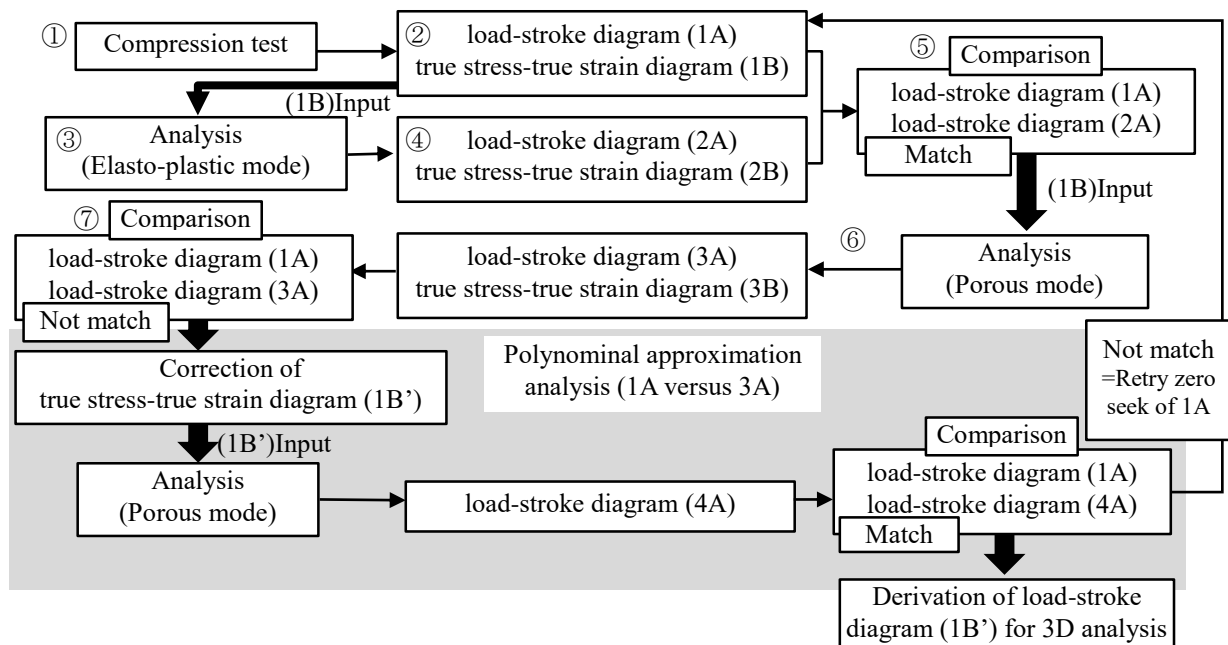 ①
Compression test
②
load-stroke diagram (1A)
true stress-true strain diagram (1B)
(1B)Input
③
Analysis
(Elasto-plastic mode)
④
load-stroke diagram (2A)
true stress-true strain diagram (2B)
⑤
Comparison
load-stroke diagram (1A)
load-stroke diagram (2A)
Match
(1B)Input
⑥
Analysis
(Porous mode)
load-stroke diagram (3A)
true stress-true strain diagram (3B)
⑦
Comparison
load-stroke diagram (1A)
load-stroke diagram (3A)
Not match
Polynominal approximation
analysis (1A versus 3A)
Correction of
true stress-true strain diagram (1B’)
(1B’)Input
Analysis
(Porous mode)
load-stroke diagram (4A)
Comparison
load-stroke diagram (1A)
load-stroke diagram (4A)
Match
Not match
=Retry zero
seek of 1A
Derivation of load-stroke
diagram (1B’) for 3D analysis